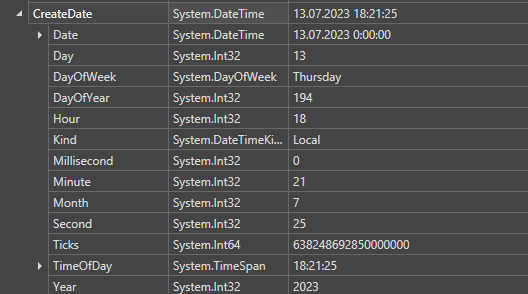 CreateDate System.DateTime 13.07.2023 18:21:25
Date System.DateTime 13.07.2023 0:00:00
Day System.Int32 13
DayOfWeek System.DayOfWeek Thursday
DayOfYear System.Int32 194
Hour System.Int32 18
Kind System.DateTimeKi... Local
Millisecond System.Int32 0
Minute System.Int32 21
Month System.Int32 7
Second System.Int32 25
Ticks System.Int64 638248692850000000
TimeOfDay System.TimeSpan 18:21:25
Year System.Int32 2023